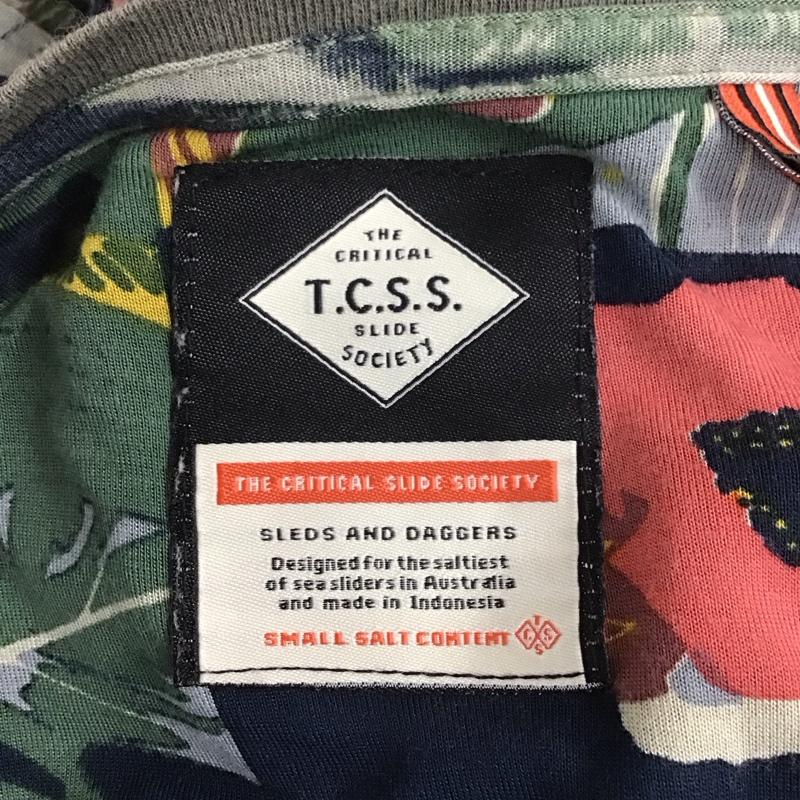 THE
CRITICAL
T.C.S.S.
SLIDE
SOCIETY
THE CRITICAL SLIDE SOCIETY
SLEDS AND DAGGERS
Designed for the saltiest
of sea sliders in Australia
and made in Indonesia
SMALL SALT CONTENT TCSS